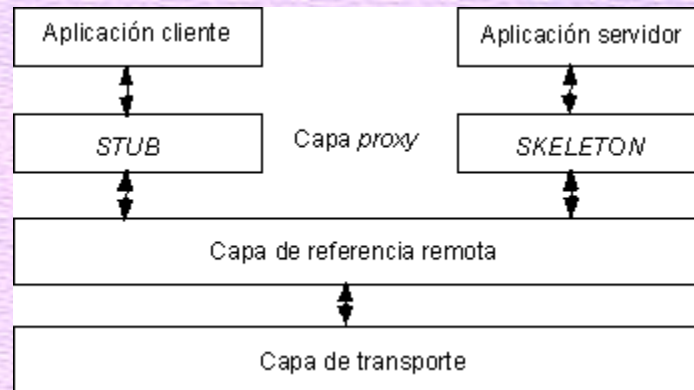 Aplicación cliente
Aplicación servidor
STUB
Capa proxy
SKELETON
Capa de referencia remota
Capa de transporte